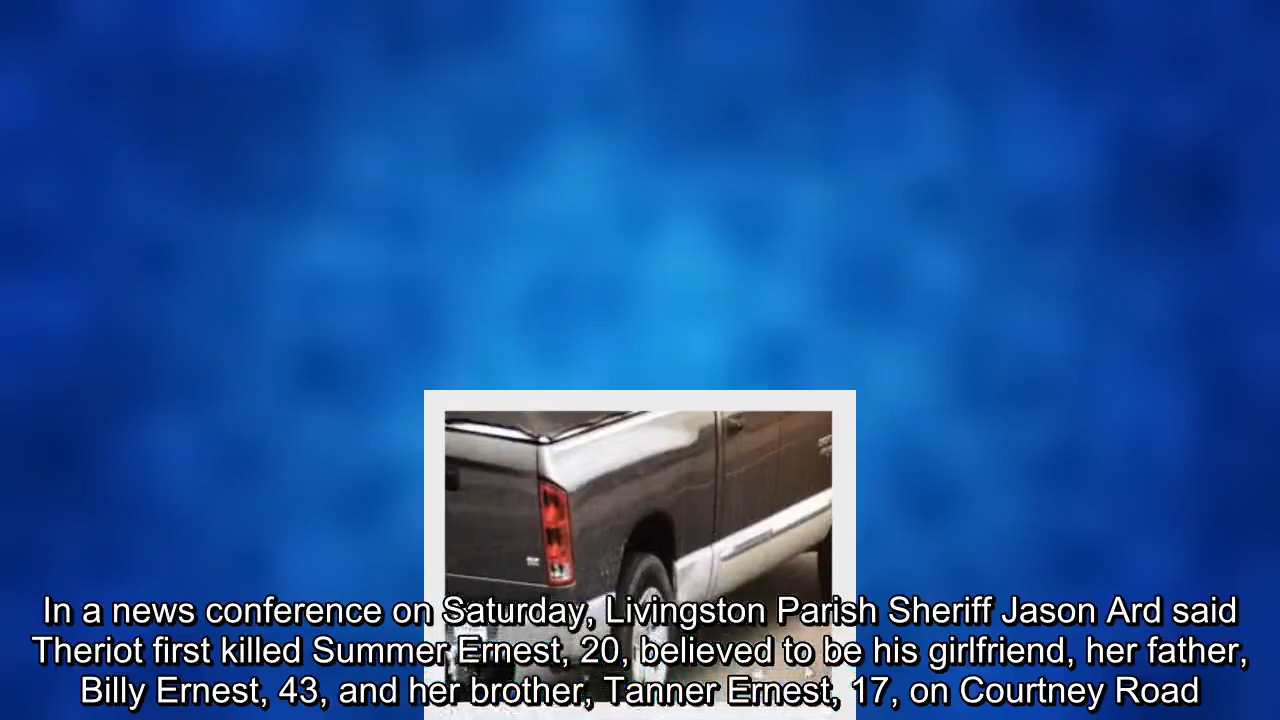 In a news conference on Saturday, Livingston Parish Sheriff Jason Ard said
Theriot first killed Summer Ernest, 20, believed to be his girlfriend, her father,
Billy Ernest, 43, and her brother, Tanner Ernest, 17, on Courtney Road